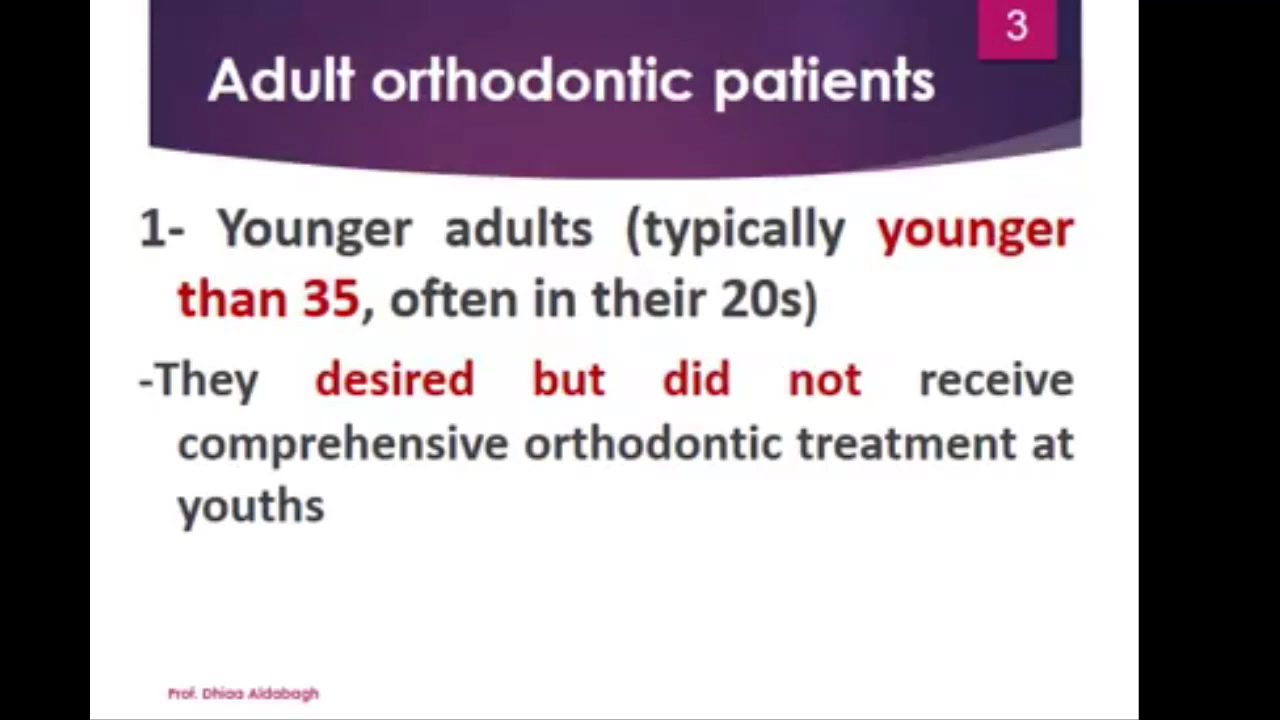 3
Adult orthodontic patients
1- Younger adults (typically younger
than 35, often in their 20s)
-They desired but did not receive
comprehensive orthodontic treatment at
youths
Prof. Dhiaa Aldabagh